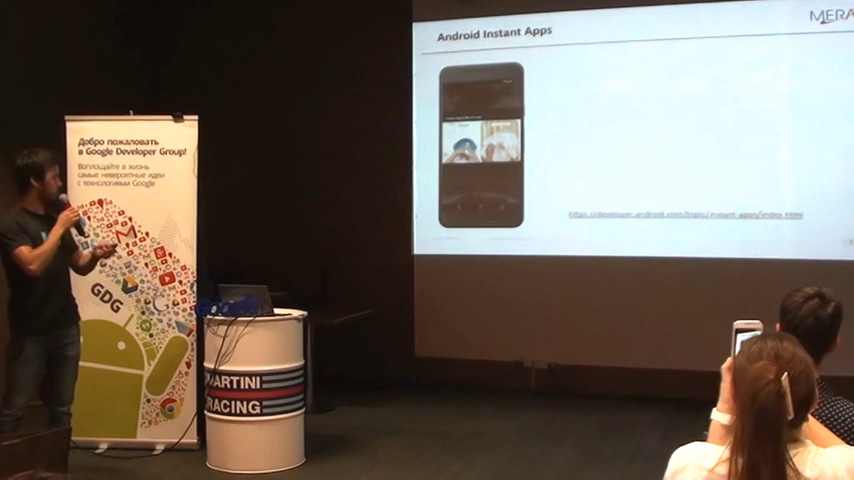 Android Instant Apps
MERA
https://developer.android.com/topic/instant-apps/index.html
Добро пожаловать
в Google Developer Group!
Воплощайте в жизнь
самые невероятные идеи
с технологиями Google
GDG
Google
MARTINI
RACING